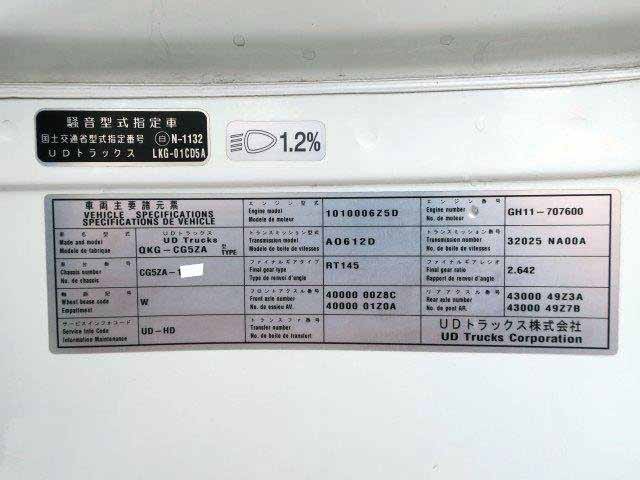 騒音型式指定車
国土交通省型式指定番号 自 N-1132
UDトラックス LKG-01CD5A
1.2%
車両主要諸元表
VEHICLE SPECIFICATIONS
SPECIFICATIONS DE VEHICLE
エンジン型式
Engine model
Modele de moteur
1010006Z5D
エンジン番号
Engine number
No. de moteur
GH11-707600
車名型式
Made and model
Modele de fabrique
UDトラックス
UD Trucks
QKG-CG5ZA 型 TYPE
トランスミッション型式
Transmission model
Modele de boite de vitesses
AO612D
トランスミッション番号
Transmission number
No. de boite de vitesses
32025 NA00A
車台番号
Chassis number
No. de chassis
CG5ZA-1
ファイナルギアタイプ
Final gear type
Type de renvoi d'angle
RT145
ファイナルギアレシオ
Final gear ratio
Rapport de renvoi d'angle
2.642
軸距記号
Wheel base code
Empattement
W
フロントアクスル番号
Front axle number
No. de essieu AV.
40000 00Z8C
40000 01Z0A
リアアクスル番号
Rear axle number
No. de pont AR.
43000 49Z3A
43000 49Z7B
サービスインフォコード
Service Info Code
Information Maintenance
UD-HD
トランスファ番号
Transfer number
No. de boite de transfert
UDトラックス株式会社
UD Trucks Corporation